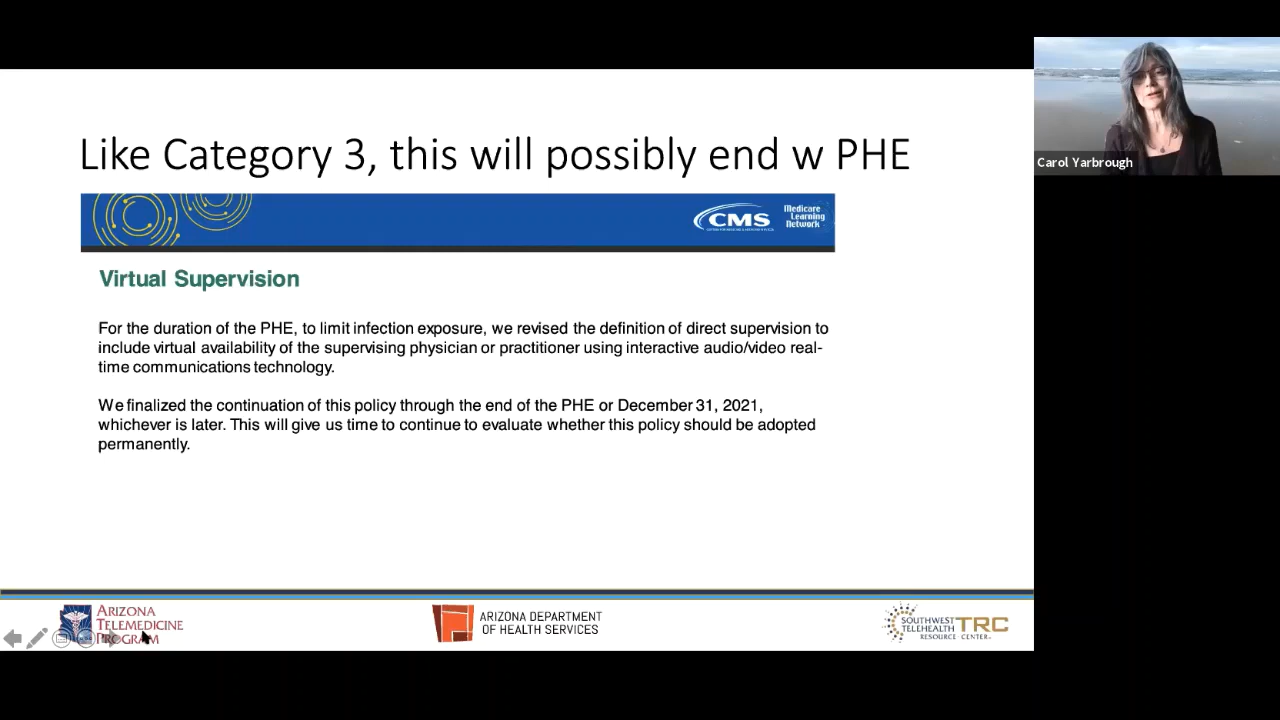 Like Category 3, this will possibly end w PHE
CMS
Medicare
Learning
Network
Virtual Supervision
For the duration of the PHE, to limit infection exposure, we revised the definition of direct supervision to
include virtual availability of the supervising physician or practitioner using interactive audio/video real-
time communications technology.
We finalized the continuation of this policy through the end of the PHE or December 31, 2021,
whichever is later. This will give us time to continue to evaluate whether this policy should be adopted
permanently.
ARIZONA
TELEMEDICINE
PROGRAM
ARIZONA DEPARTMENT
OF HEALTH SERVICES
SOUTHWEST
TELEHEALTH
RESOURCE CENTER
TRC
Carol Yarbrough